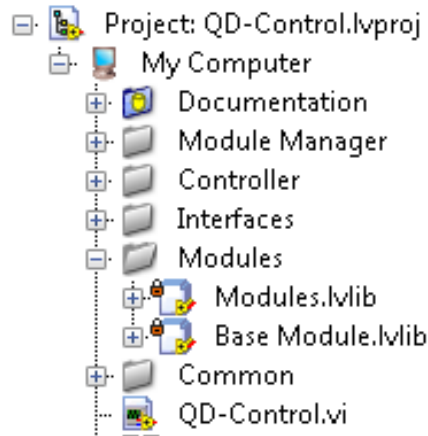 Project: QD-Control.lvproj
My Computer
Documentation
Module Manager
Controller
Interfaces
Modules
Modules.lvlib
Base Module.lvlib
Common
QD-Control.vi